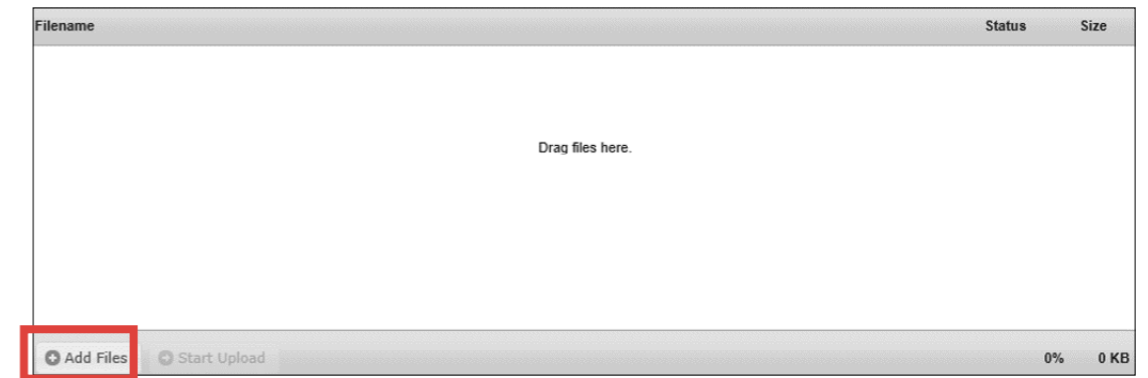 Filename Status Size
Drag files here.
Add Files Start Upload 0% 0 KB